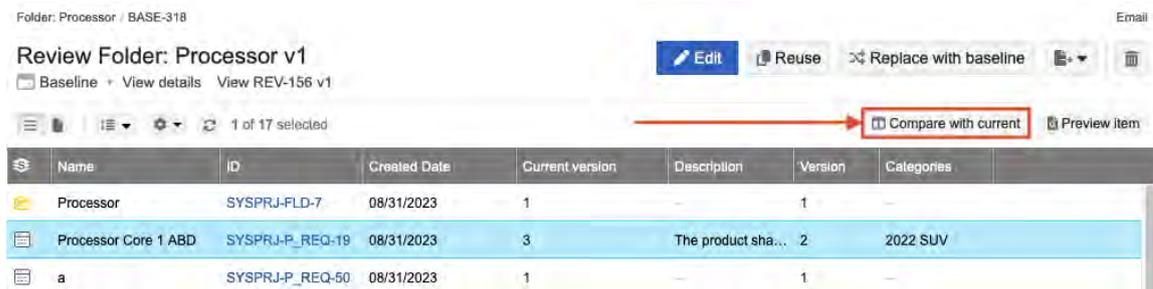 Folder: Processor / BASE-318 Email
Review Folder: Processor v1
Edit Reuse Replace with baseline
Baseline View details View REV-156 v1
1 of 17 selected Compare with current Preview item
Name ID Created Date Current version Description Version Categories
Processor SYSPRJ-FLD-7 08/31/2023 1 — 1 —
Processor Core 1 ABD SYSPRJ-P_REQ-19 08/31/2023 3 The product sha... 2 2022 SUV
a SYSPRJ-P_REQ-50 08/31/2023 1 — 1 —